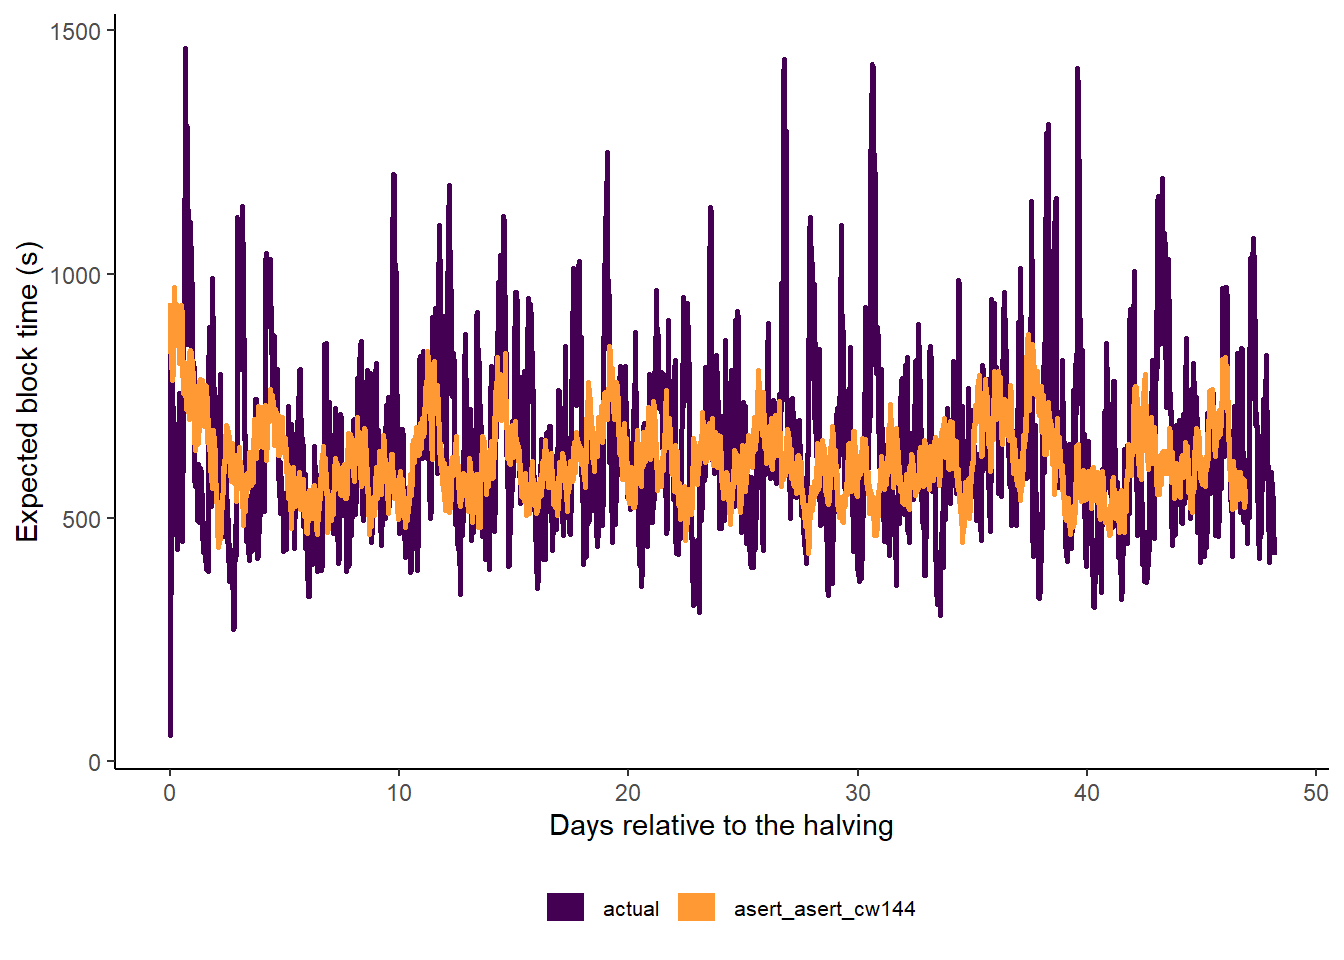 Expected block time (s)
1500
1000
500
0
0 10 20 30 40 50
Days relative to the halving
actual asert_asert_cw144